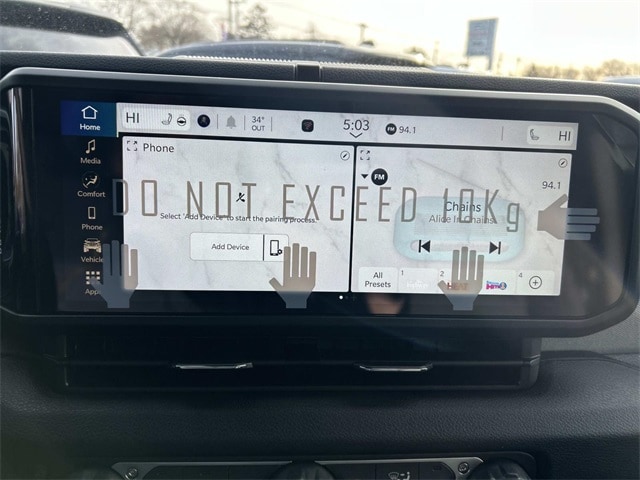 HI
34°
OUT
5:03
FM 94.1
HI
Home
Media
Comfort
Phone
Vehicle
Apps
Phone
Select 'Add Device' to start the pairing process.
Add Device
FM
94.1
Chains
Alice In Chains
All
Presets
1
2
4
DO NOT EXCEED 10Kg